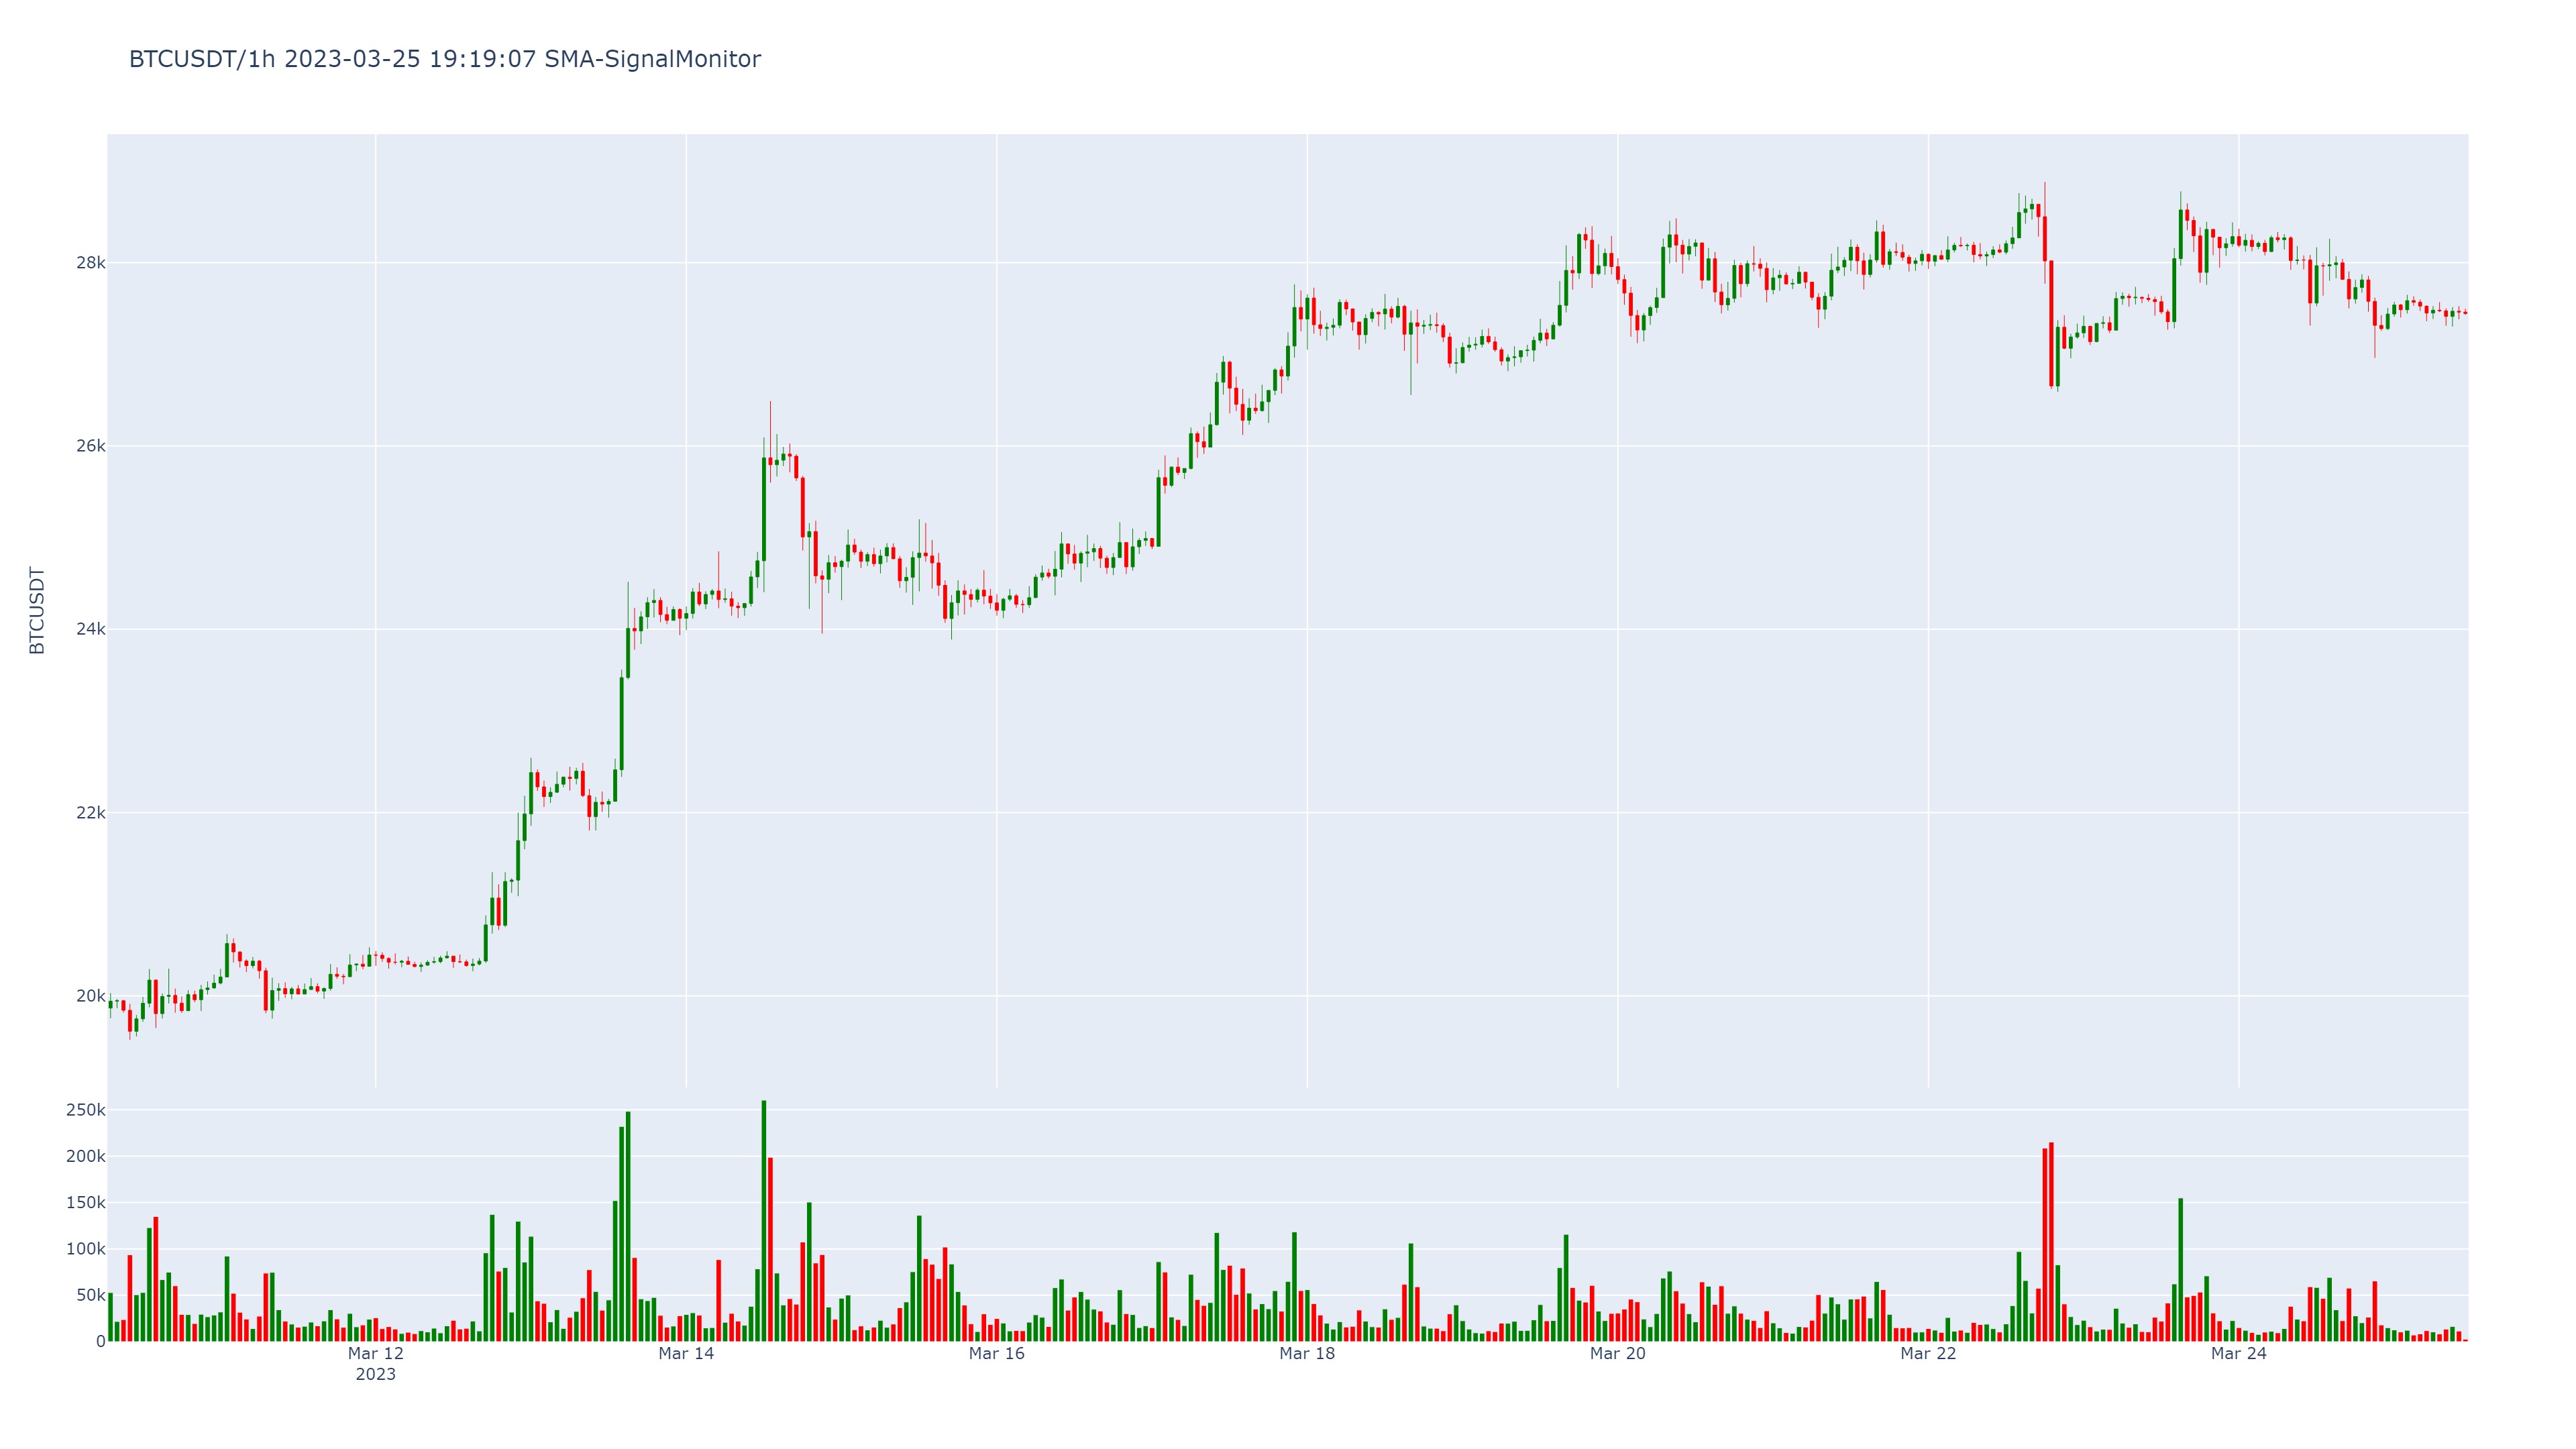 BTCUSDT/1h 2023-03-25 19:19:07 SMA-SignalMonitor
28k
26k
24k
22k
20k
BTCUSDT
250k
200k
150k
100k
50k
0
Mar 12 Mar 14 Mar 16 Mar 18 Mar 20 Mar 22 Mar 24
2023